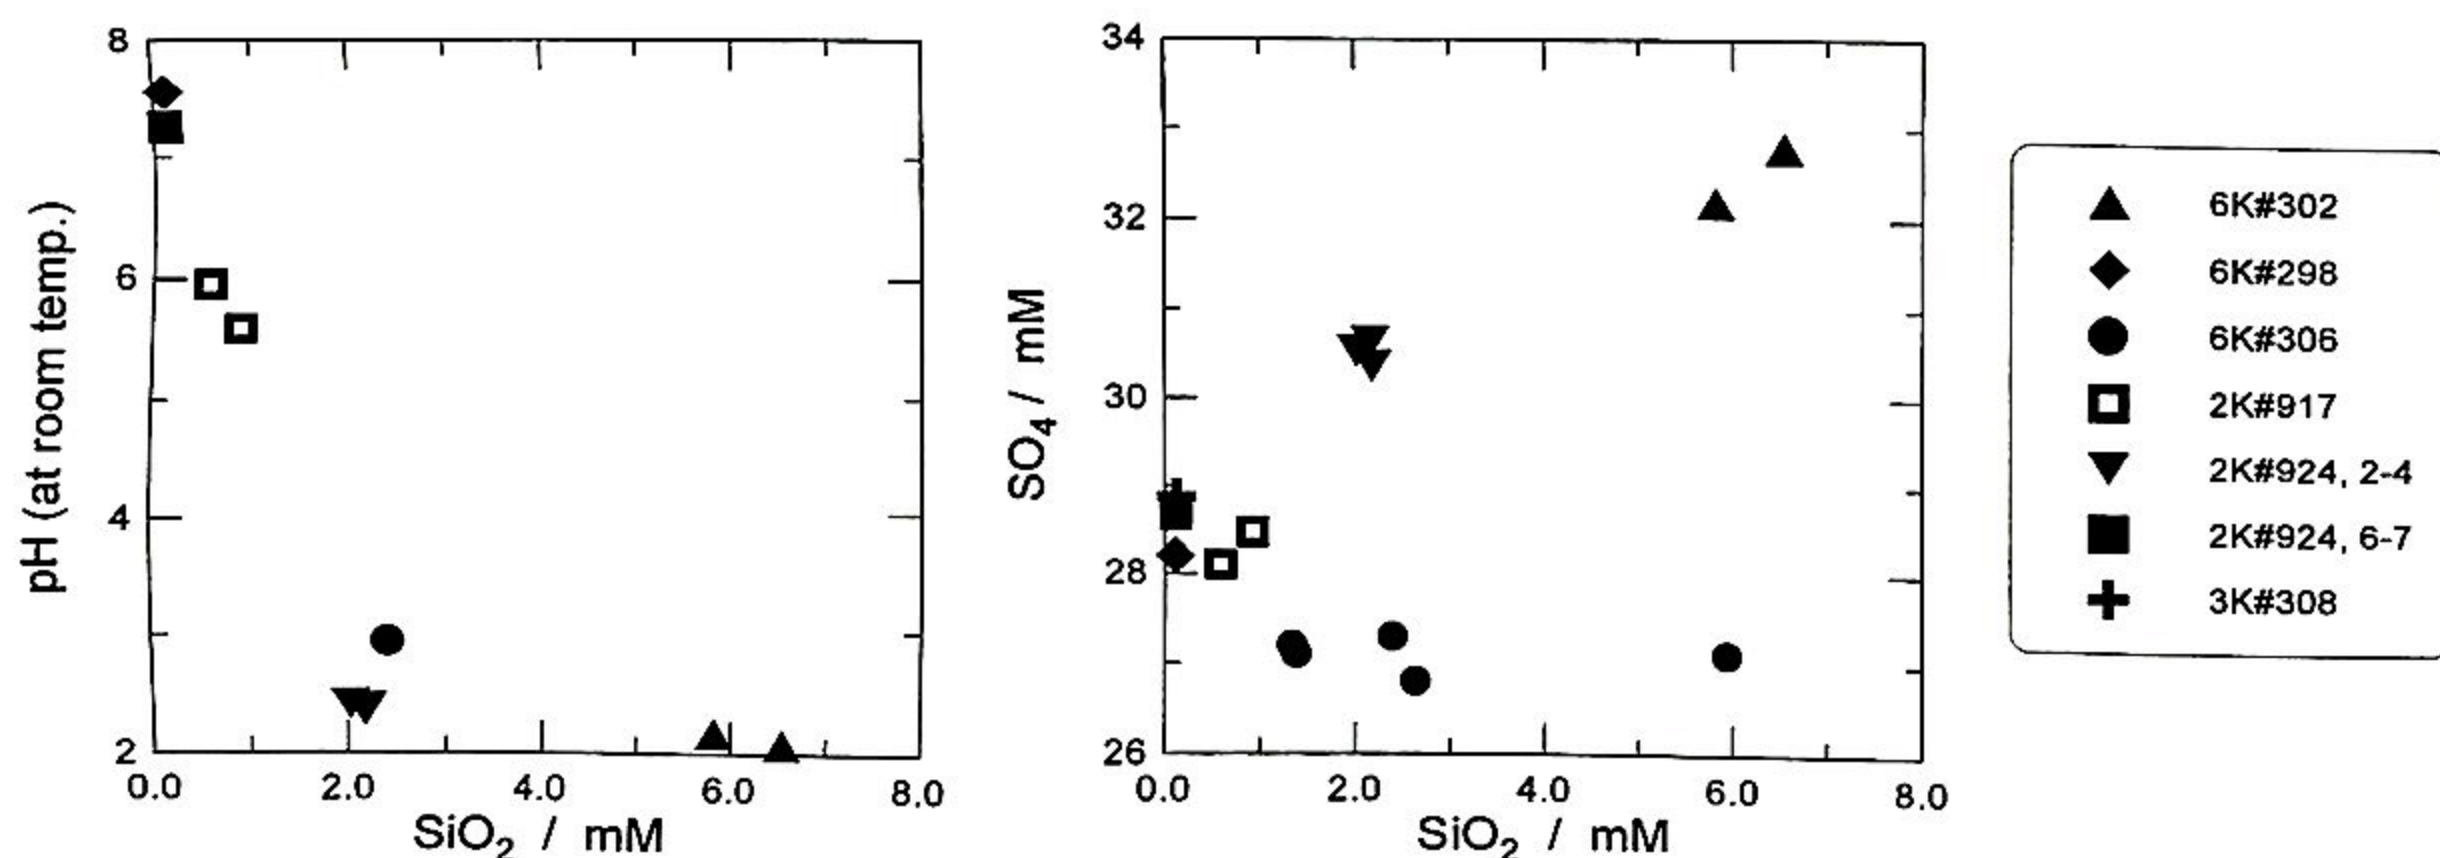 8
6
4
2
pH (at room temp.)
0.0 2.0 4.0 6.0 8.0
SiO₂ / mM
34
32
30
28
26
SO₄ / mM
0.0 2.0 4.0 6.0 8.0
SiO₂ / mM
6K#302
6K#298
6K#306
2K#917
2K#924, 2-4
2K#924, 6-7
3K#308